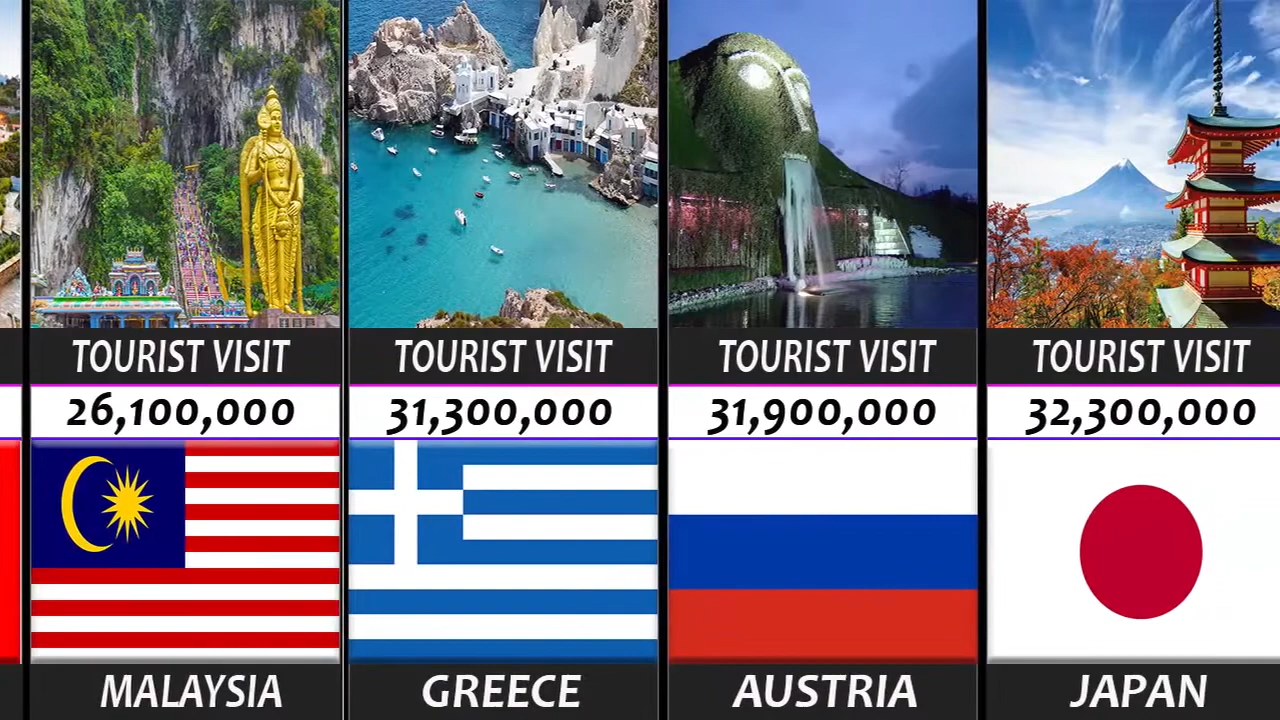 TOURIST VISIT
26,100,000
MALAYSIA
TOURIST VISIT
31,300,000
GREECE
TOURIST VISIT
31,900,000
AUSTRIA
TOURIST VISIT
32,300,000
JAPAN